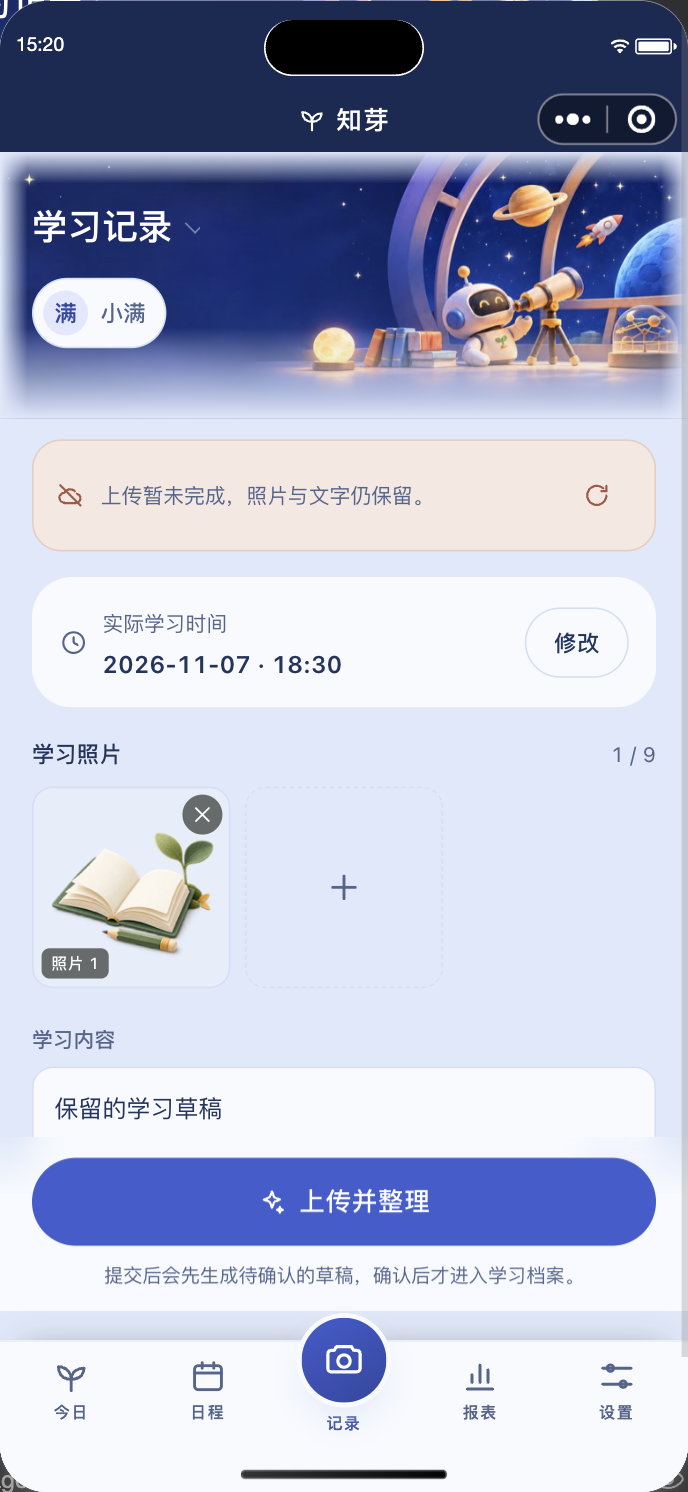 15:20
知芽
学习记录
满 小满
上传暂未完成，照片与文字仍保留。
实际学习时间
2026-11-07 · 18:30
修改
学习照片
1 / 9
照片 1
学习内容
保留的学习草稿
上传并整理
提交后会先生成待确认的草稿，确认后才进入学习档案。
今日
日程
记录
报表
设置